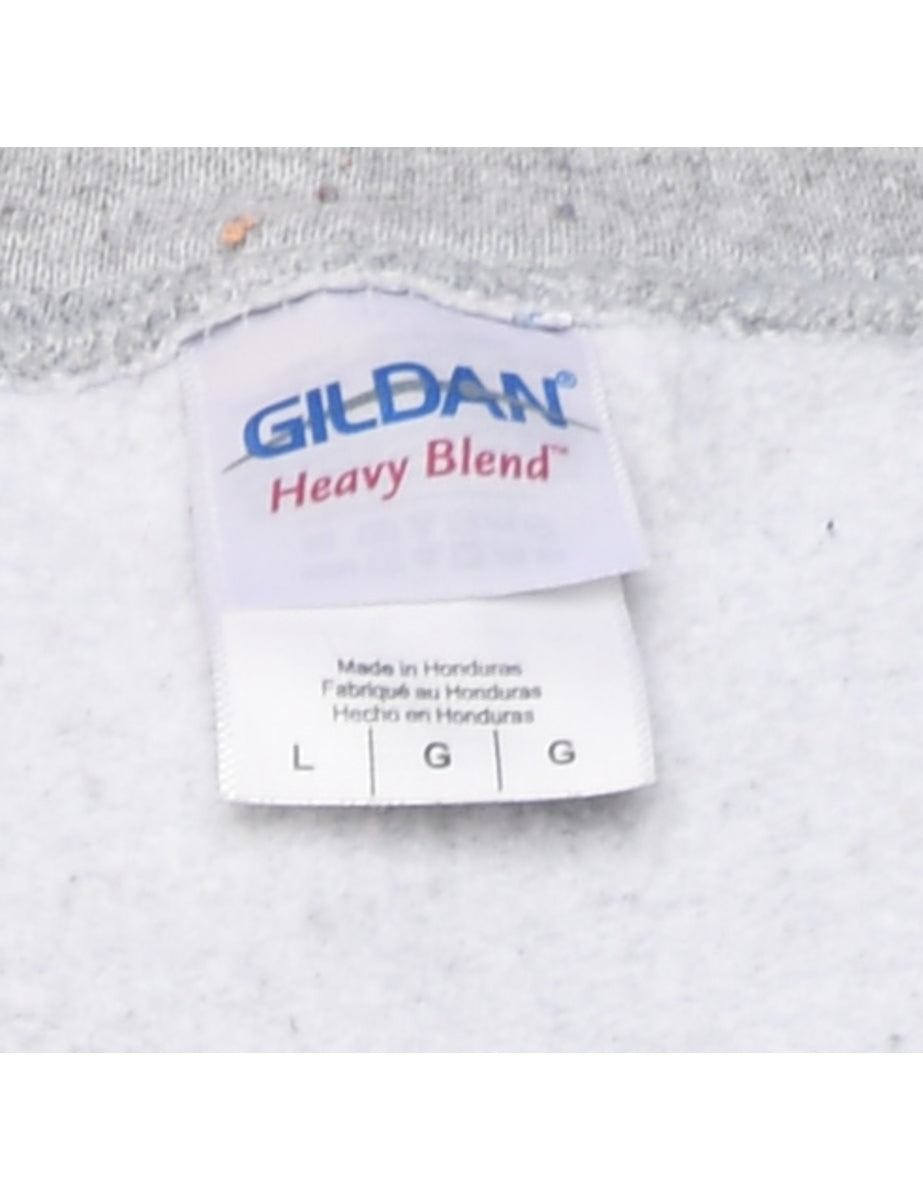 GILDAN®
Heavy Blend™
Made in Honduras
Fabriqué au Honduras
Hecho en Honduras
L | G | G